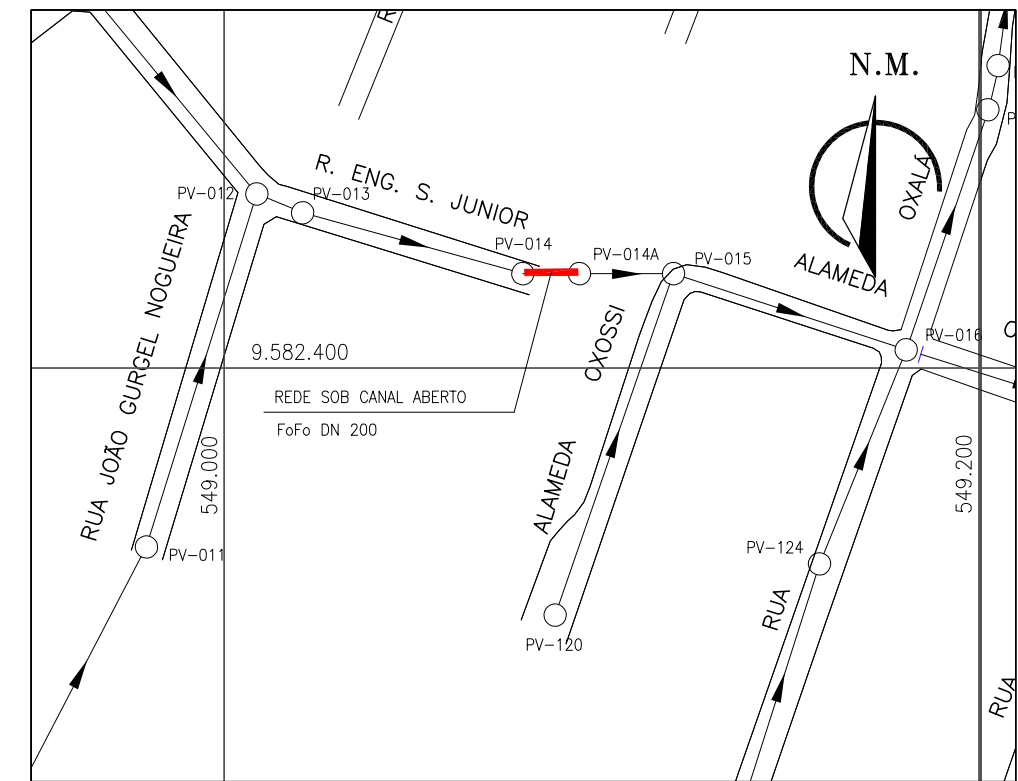 N.M.
R. ENG. S. JUNIOR
PV-012
PV-013
PV-014
PV-014A
PV-015
OXALÁ
ALAMEDA
PV-016
RUA JOÃO GURGEL NOGUEIRA
9.582.400
OXOSSI
ALAMEDA
REDE SOB CANAL ABERTO
FoFo DN 200
549.000
549.200
PV-011
PV-124
RUA
PV-120
RUA